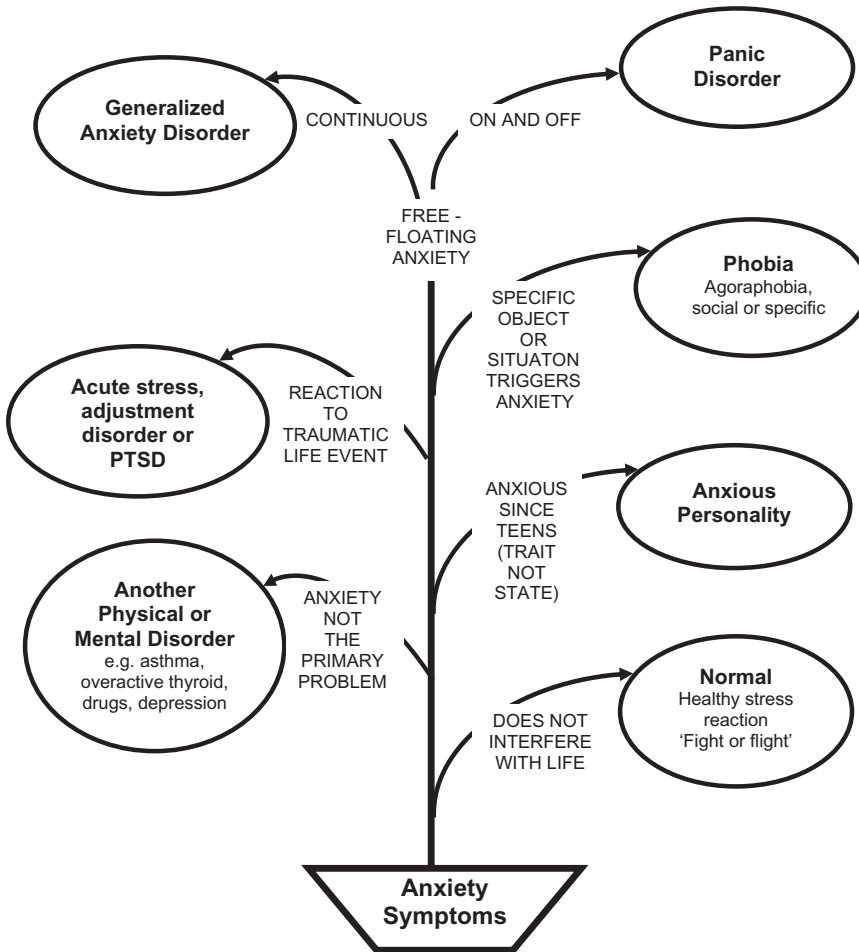 Panic
Disorder
Generalized
Anxiety Disorder
CONTINUOUS
ON AND OFF
FREE -
FLOATING
ANXIETY
Phobia
Agoraphobia,
social or specific
SPECIFIC
OBJECT
OR
SITUATON
TRIGGERS
ANXIETY
Acute stress,
adjustment
disorder or
PTSD
REACTION
TO
TRAUMATIC
LIFE EVENT
ANXIOUS
SINCE
TEENS
(TRAIT
NOT
STATE)
Anxious
Personality
Another
Physical or
Mental Disorder
e.g. asthma,
overactive thyroid,
drugs, depression
ANXIETY
NOT
THE
PRIMARY
PROBLEM
Normal
Healthy stress
reaction
‘Fight or flight’
DOES NOT
INTERFERE
WITH LIFE
Anxiety
Symptoms